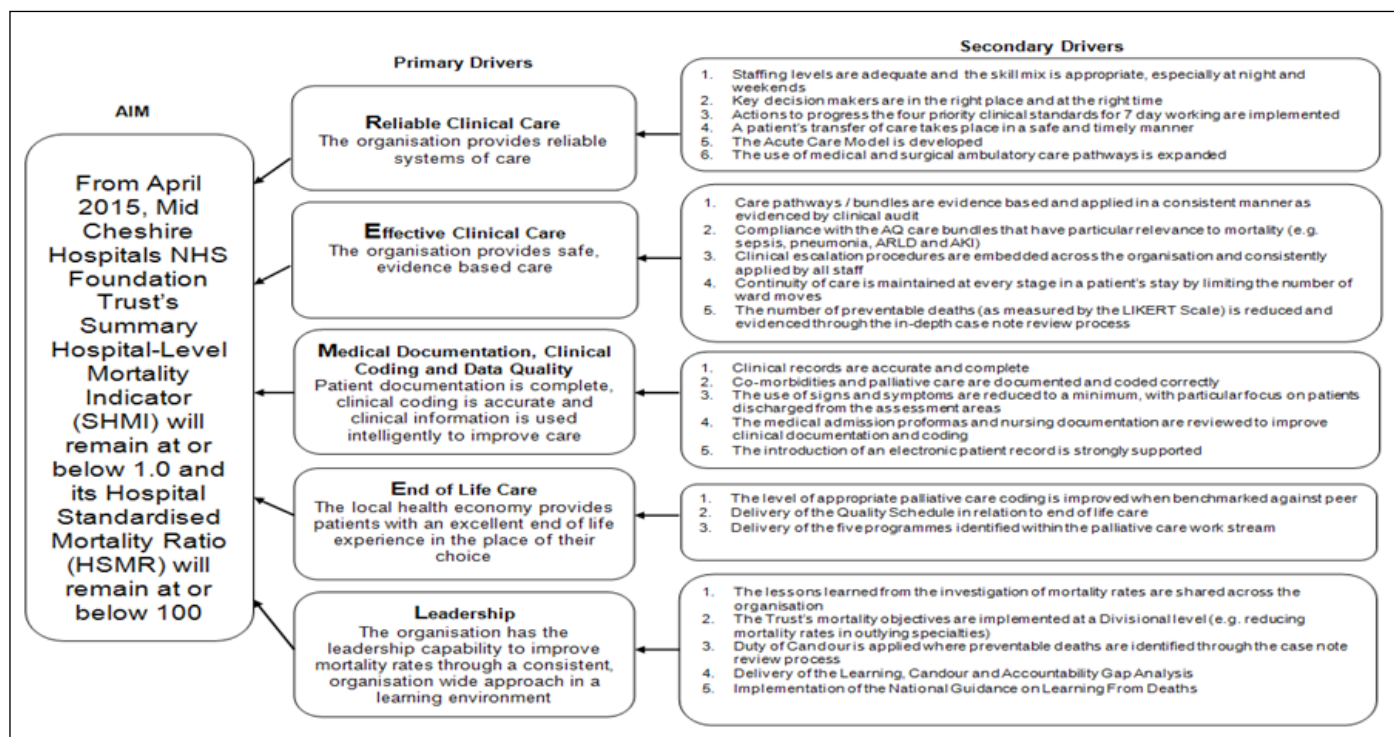 AIM
From April
2015, Mid
Cheshire
Hospitals NHS
Foundation
Trust's
Summary
Hospital-Level
Mortality
Indicator
(SHMI) will
remain at or
below 1.0 and
its Hospital
Standardised
Mortality Ratio
(HSMR) will
remain at or
below 100
Primary Drivers
Reliable Clinical Care
The organisation provides reliable
systems of care
Effective Clinical Care
The organisation provides safe,
evidence based care
Medical Documentation, Clinical
Coding and Data Quality
Patient documentation is complete,
clinical coding is accurate and
clinical information is used
intelligently to improve care
End of Life Care
The local health economy provides
patients with an excellent end of life
experience in the place of their
choice
Leadership
The organisation has the
leadership capability to improve
mortality rates through a consistent,
organisation wide approach in a
learning environment
Secondary Drivers
1. Staffing levels are adequate and the skill mix is appropriate, especially at night and
weekends
2. Key decision makers are in the right place and at the right time
3. Actions to progress the four priority clinical standards for 7 day working are implemented
4. A patient's transfer of care takes place in a safe and timely manner
5. The Acute Care Model is developed
6. The use of medical and surgical ambulatory care pathways is expanded
1. Care pathways / bundles are evidence based and applied in a consistent manner as
evidenced by clinical audit
2. Compliance with the AQ care bundles that have particular relevance to mortality (e.g.
sepsis, pneumonia, ARLD and AKI)
3. Clinical escalation procedures are embedded across the organisation and consistently
applied by all staff
4. Continuity of care is maintained at every stage in a patient's stay by limiting the number of
ward moves
5. The number of preventable deaths (as measured by the LIKERT Scale) is reduced and
evidenced through the in-depth case note review process
1. Clinical records are accurate and complete
2. Co-morbidities and palliative care are documented and coded correctly
3. The use of signs and symptoms are reduced to a minimum, with particular focus on patients
discharged from the assessment areas
4. The medical admission proformas and nursing documentation are reviewed to improve
clinical documentation and coding
5. The introduction of an electronic patient record is strongly supported
1. The level of appropriate palliative care coding is improved when benchmarked against peer
2. Delivery of the Quality Schedule in relation to end of life care
3. Delivery of the five programmes identified within the palliative care work stream
1. The lessons learned from the investigation of mortality rates are shared across the
organisation
2. The Trust's mortality objectives are implemented at a Divisional level (e.g. reducing
mortality rates in outlying specialties)
3. Duty of Candour is applied where preventable deaths are identified through the case note
review process
4. Delivery of the Learning, Candour and Accountability Gap Analysis
5. Implementation of the National Guidance on Learning From Deaths